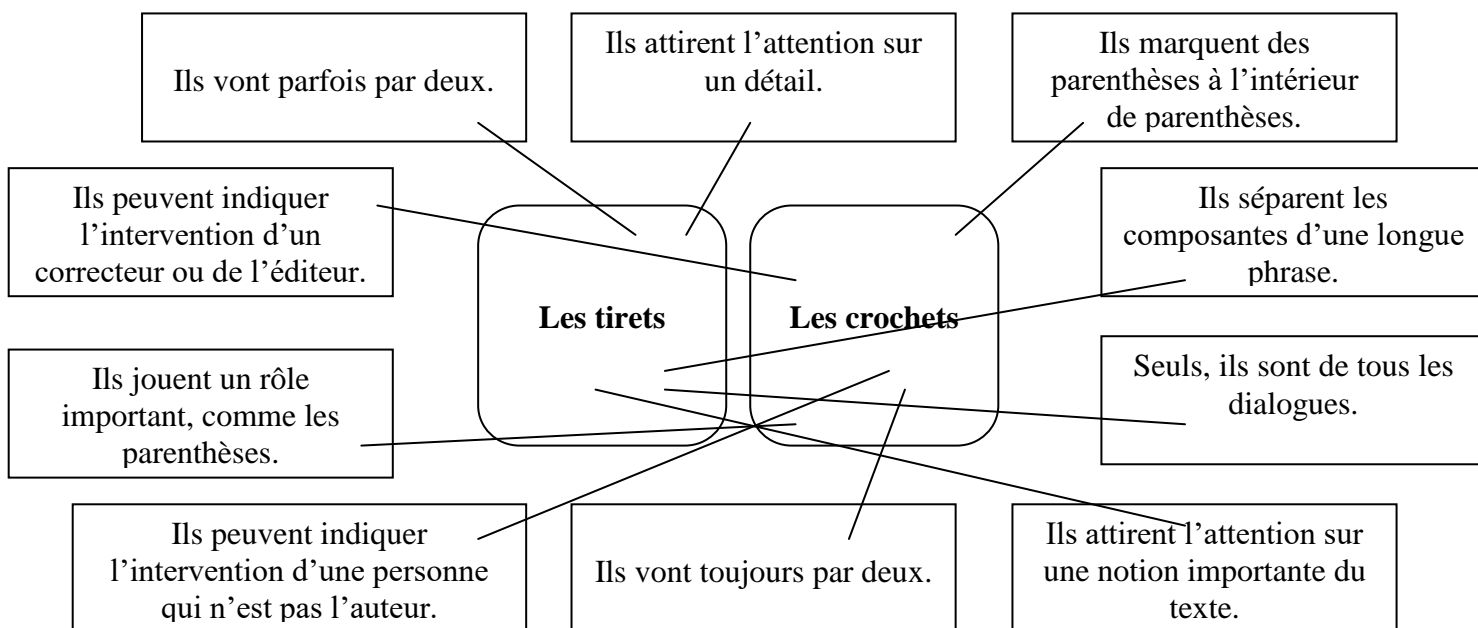 Ils vont parfois par deux.
Ils attirent l’attention sur
un détail.
Ils marquent des
parenthèses à l’intérieur
de parenthèses.
Ils peuvent indiquer
l’intervention d’un
correcteur ou de l’éditeur.
Ils séparent les
composantes d’une longue
phrase.
Les tirets
Les crochets
Ils jouent un rôle
important, comme les
parenthèses.
Seuls, ils sont de tous les
dialogues.
Ils peuvent indiquer
l’intervention d’une personne
qui n’est pas l’auteur.
Ils vont toujours par deux.
Ils attirent l’attention sur
une notion importante du
texte.